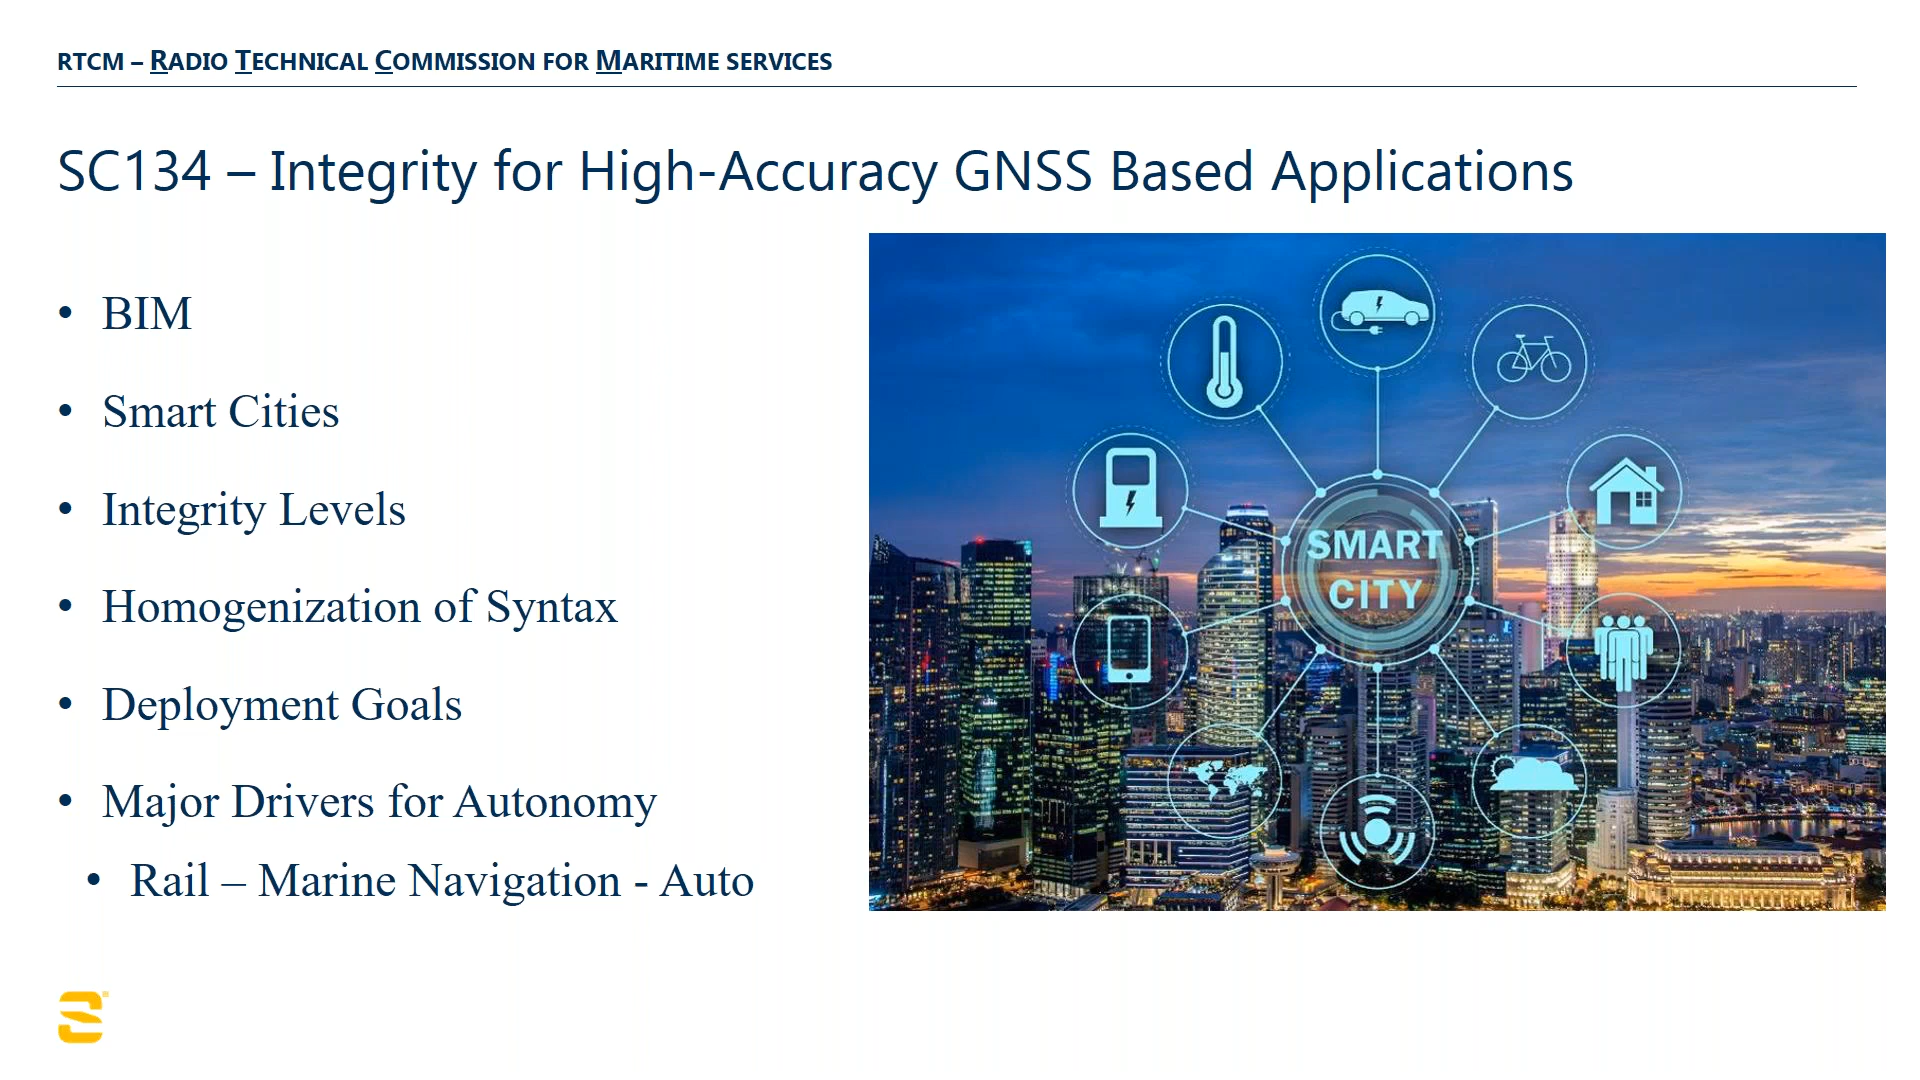 RTCM – RADIO TECHNICAL COMMISSION FOR MARITIME SERVICES
SC134 – Integrity for High-Accuracy GNSS Based Applications
• BIM
• Smart Cities
• Integrity Levels
• Homogenization of Syntax
• Deployment Goals
• Major Drivers for Autonomy
• Rail – Marine Navigation - Auto
SMART
CITY